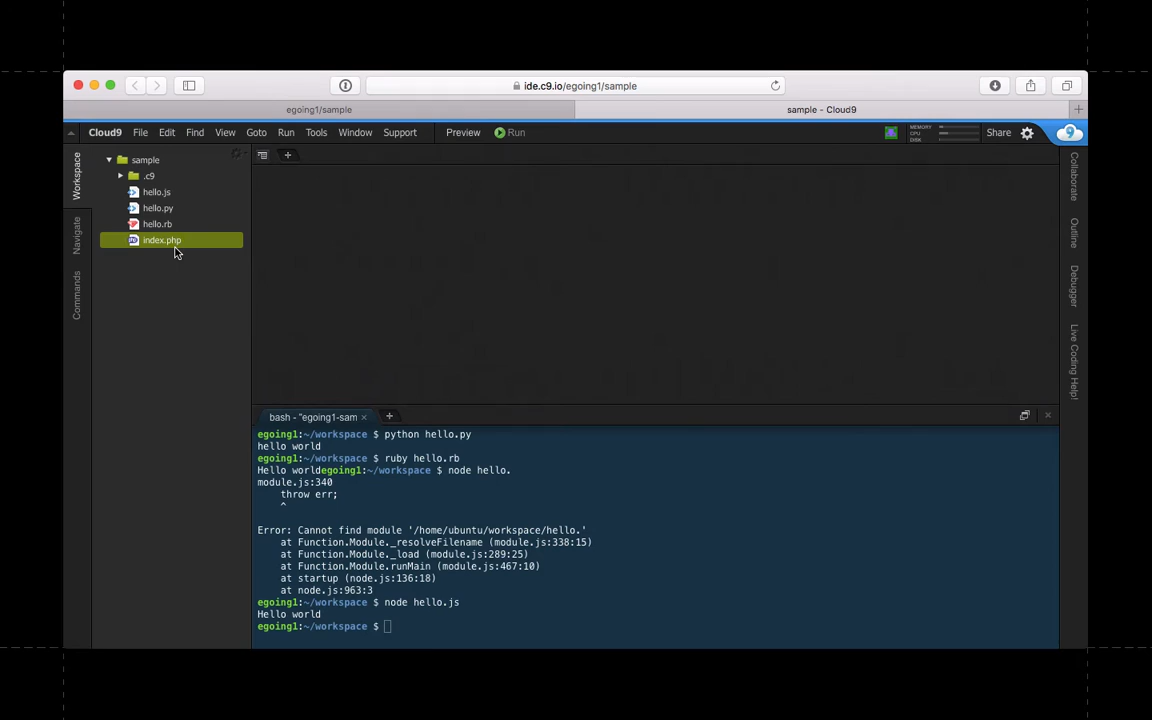 ide.c9.io/egoing1/sample
egoing1/sample
sample - Cloud9
Cloud9 File Edit Find View Goto Run Tools Window Support Preview Run
MEMORY
CPU
DISK
Share
Workspace
Navigate
Commands
sample
.c9
hello.js
hello.py
hello.rb
index.php
Collaborate
Outline
Debugger
Live Coding Help!
bash - "egoing1-sam
egoing1:~/workspace $ python hello.py
hello world
egoing1:~/workspace $ ruby hello.rb
Hello worldegoing1:~/workspace $ node hello.
module.js:340
throw err;
^
Error: Cannot find module '/home/ubuntu/workspace/hello.'
at Function.Module._resolveFilename (module.js:338:15)
at Function.Module._load (module.js:289:25)
at Function.Module.runMain (module.js:467:10)
at startup (node.js:136:18)
at node.js:963:3
egoing1:~/workspace $ node hello.js
Hello world
egoing1:~/workspace $